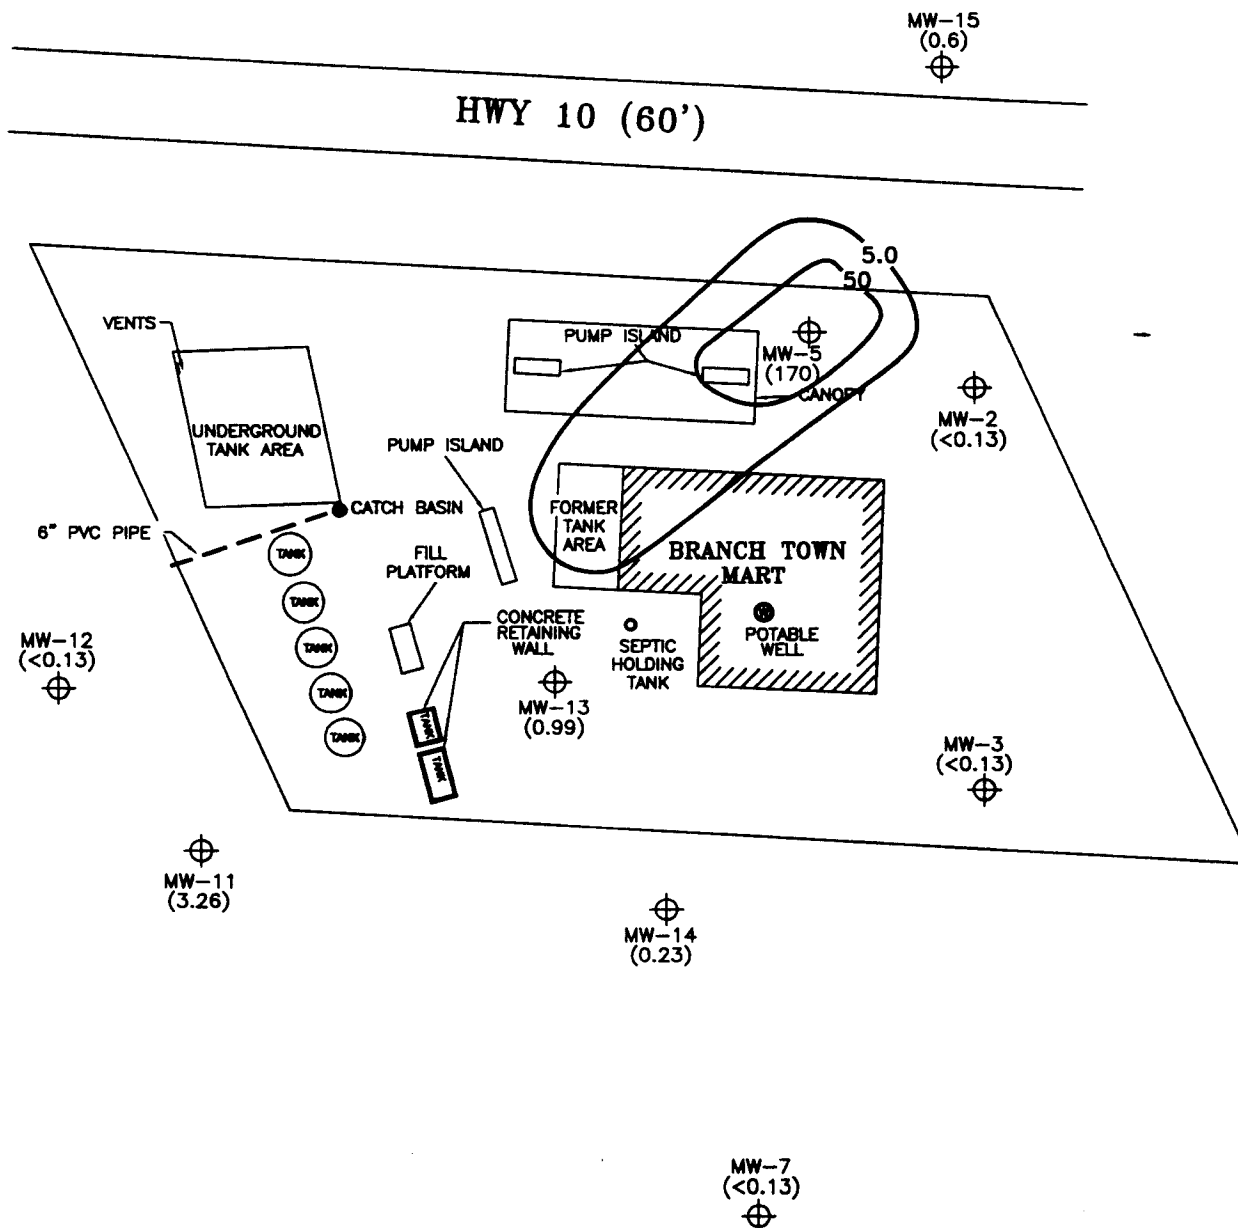 MW-15
(0.6)
HWY 10 (60')
5.0
50
VENTS
PUMP ISLAND
MW-5
(170)
CANOPY
MW-2
(<0.13)
UNDERGROUND
TANK AREA
PUMP ISLAND
CATCH BASIN
6" PVC PIPE
FORMER
TANK
AREA
BRANCH TOWN
MART
FILL
PLATFORM
TANK
TANK
TANK
TANK
TANK
CONCRETE
RETAINING
WALL
SEPTIC
HOLDING
TANK
POTABLE
WELL
MW-12
(<0.13)
MW-13
(0.99)
TANK
TANK
MW-3
(<0.13)
MW-11
(3.26)
MW-14
(0.23)
MW-7
(<0.13)